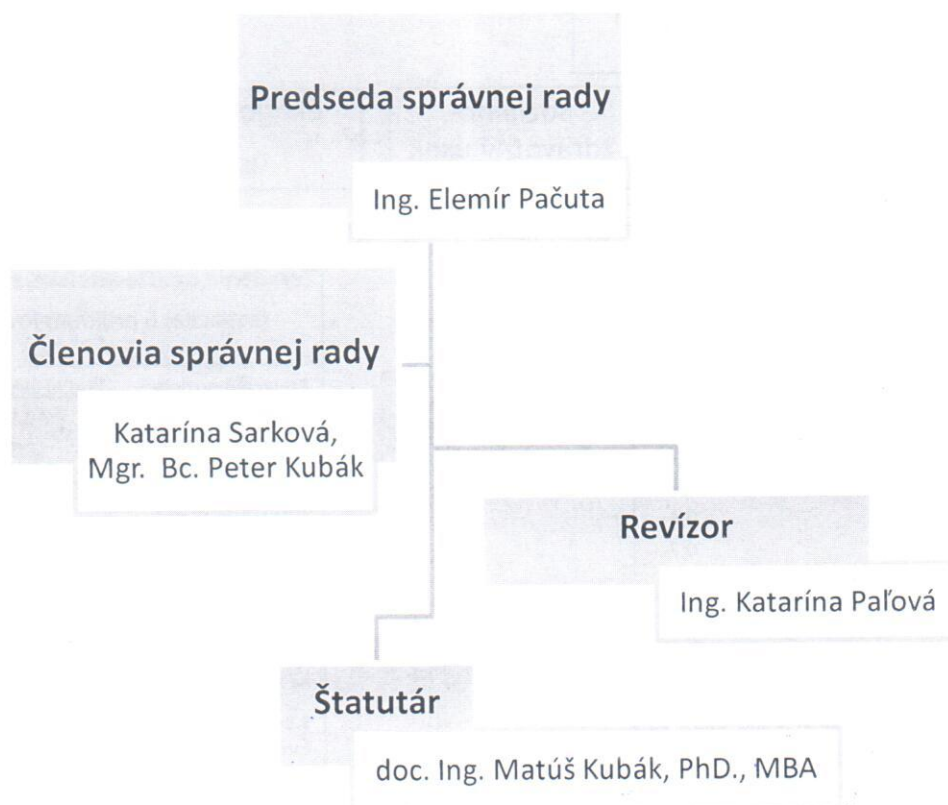 Predseda správnej rady
Ing. Elemír Pačuta
Členovia správnej rady
Katarína Sarková,
Mgr. Bc. Peter Kubák
Revízor
Ing. Katarína Paľová
Štatutár
doc. Ing. Matúš Kubák, PhD., MBA